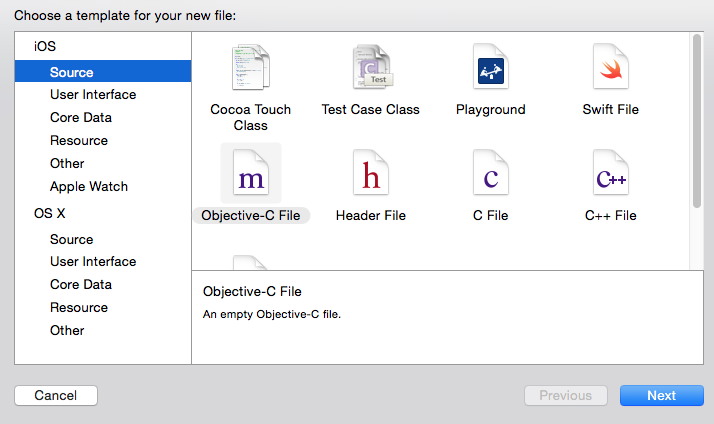 Choose a template for your new file:
iOS
Source
User Interface
Core Data
Resource
Other
Apple Watch
OS X
Source
User Interface
Core Data
Resource
Other
Cocoa Touch
Class
Test Case Class
Playground
Swift File
Objective-C File
Header File
C File
C++ File
C
Test
m
h
c
c++
Objective-C File
An empty Objective-C file.
Cancel
Previous
Next